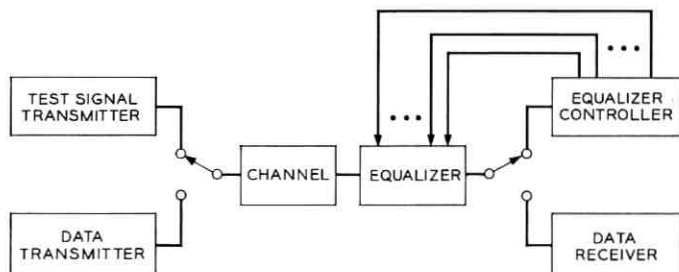 TEST SIGNAL
TRANSMITTER
EQUALIZER
CONTROLLER
CHANNEL
EQUALIZER
DATA
TRANSMITTER
DATA
RECEIVER